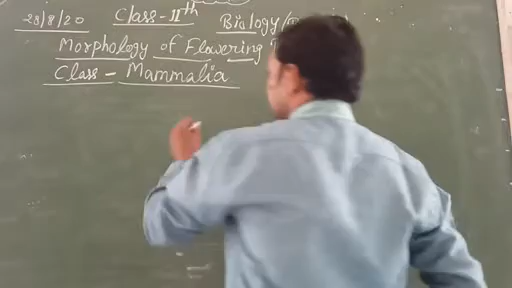 28/8/20 Class-11th Biology
Morphology of Flowering
Class - Mammalia